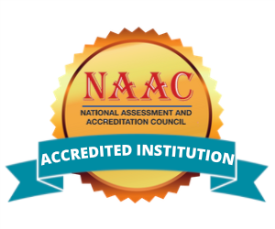 NAAC
NATIONAL ASSESSMENT AND
ACCREDITATION COUNCIL
ACCREDITED INSTITUTION